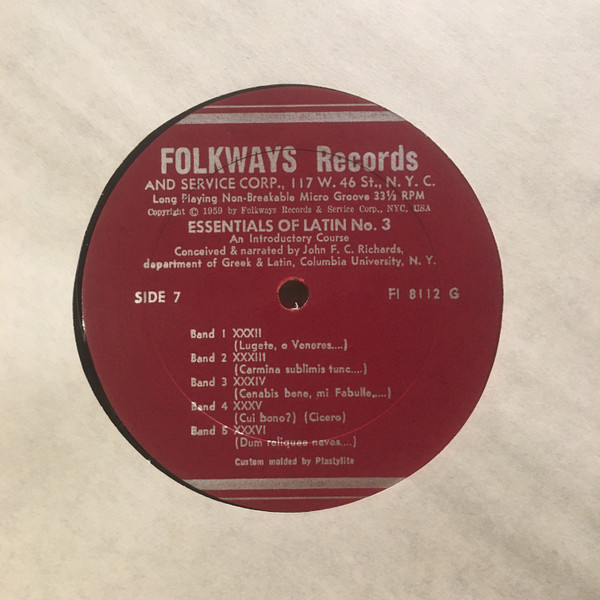 FOLKWAYS Records
AND SERVICE CORP., 117 W. 46 St., N. Y. C.
Long Playing Non-Breakable Micro Groove 33⅓ RPM
Copyright © 1959 by Folkways Records & Service Corp., NYC, USA
ESSENTIALS OF LATIN No. 3
An Introductory Course
Conceived & narrated by John F. C. Richards,
department of Greek & Latin, Columbia University, N. Y.
SIDE 7 FI 8112 G
Band 1 XXXII
(Lugete, o Veneres....)
Band 2 XXXIII
(Carmina sublimis tunc....)
Band 3 XXXIV
(Cenabis bene, mi Fabulle,....)
Band 4 XXXV
(Cui bono?) (Cicero)
Band 5 XXXVI
(Dum reliquae naves....)
Custom molded by Plastylite